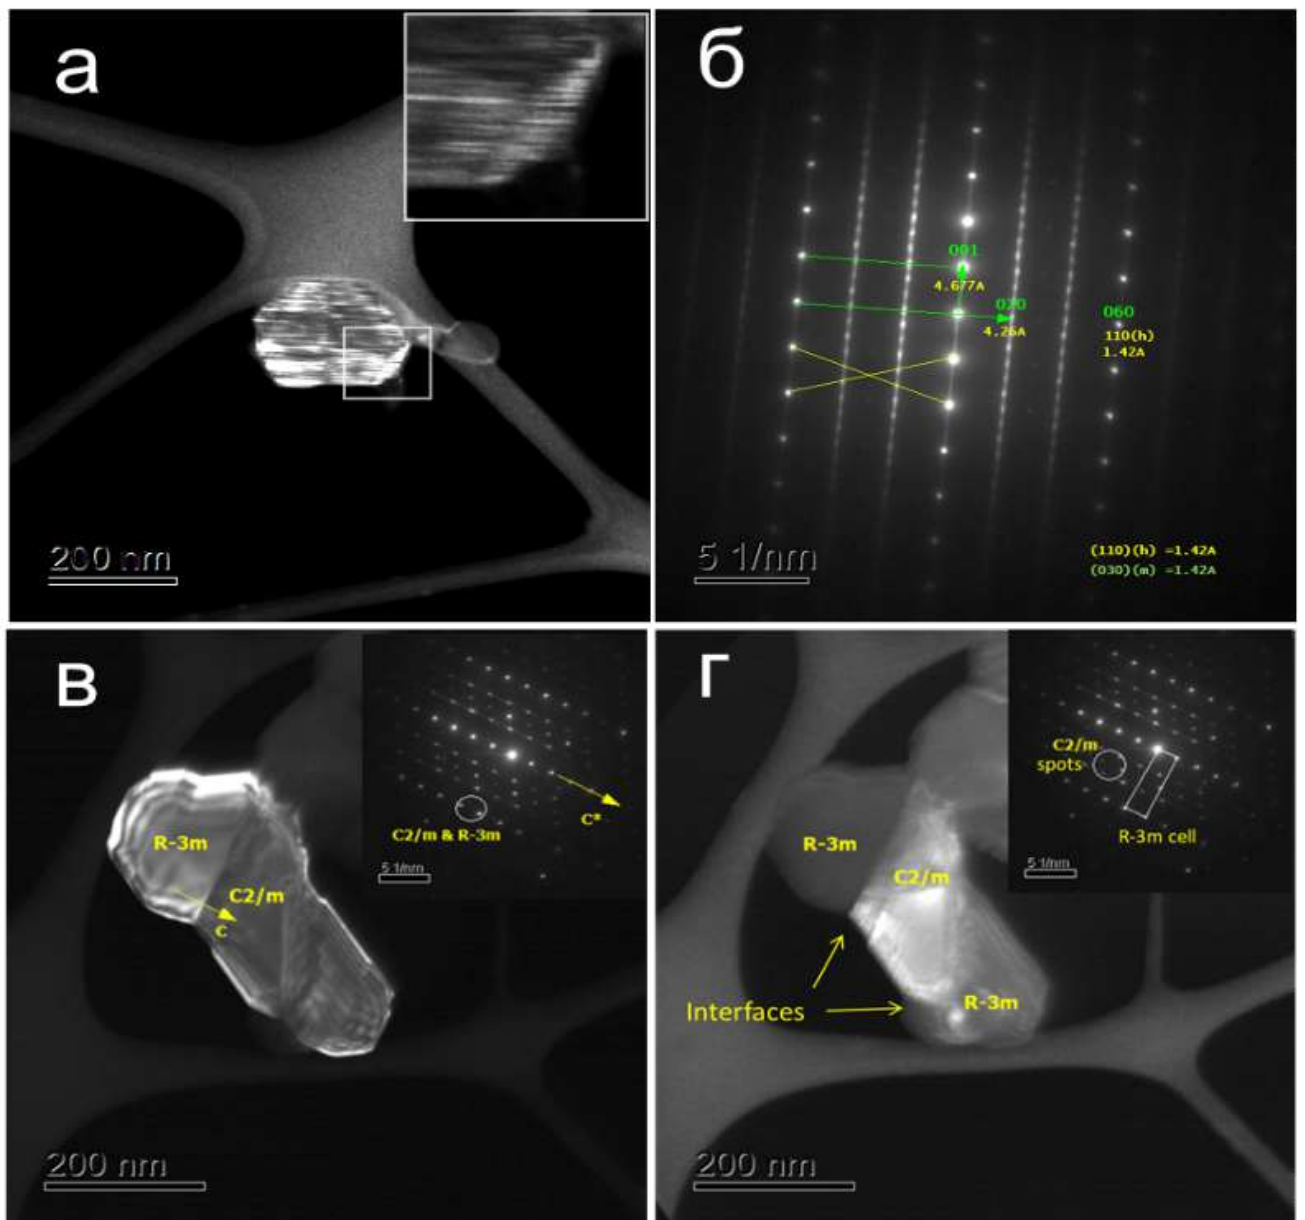 а
200 nm
б
001
4.677A
020
4.26A
060
110(h)
1.42A
5 1/nm
(110)(h) =1.42A
(030)(m) =1.42A
в
R-3m
C2/m
C
C2/m & R-3m
C*
5 1/nm
200 nm
г
R-3m
C2/m
R-3m
Interfaces
C2/m
spots
R-3m cell
5 1/nm
200 nm